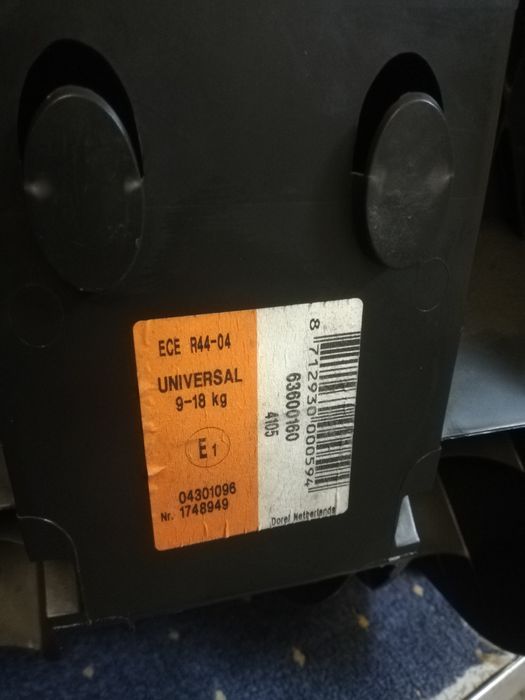 ECE R44-04
UNIVERSAL
9-18 kg
E1
04301096
Nr. 1748949
63600160
4105
8 712930 000594
Dorel Netherlands